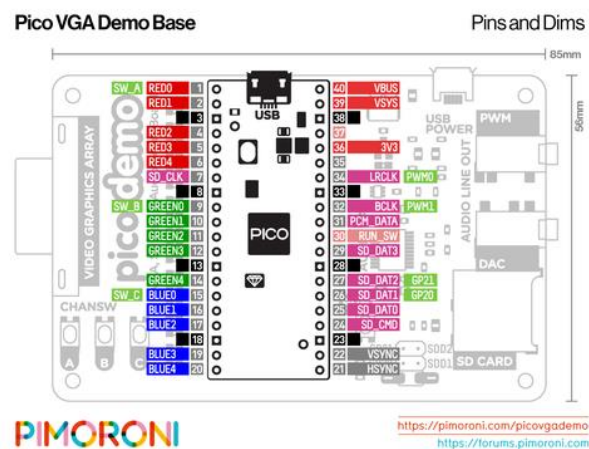 Pico VGA Demo Base
Pins and Dims
85mm
56mm
SW_A RED0 1
RED1 2
3
RED2 4
RED3 5
RED4 6
SD_CLK 7
8
SW_B GREEN0 9
GREEN1 10
GREEN2 11
GREEN3 12
13
GREEN4 14
SW_C BLUE0 15
BLUE1 16
BLUE2 17
18
BLUE3 19
BLUE4 20
40 VBUS
39 VSYS
38
37
36 3V3
35
34 LRCLK PWM0
33
32 BCLK PWM1
31 PCM_DATA
30 RUN_SW
29 SD_DAT3
28
27 SD_DAT2 GP21
26 SD_DAT1 GP20
25 SD_DAT0
24 SD_CMD
23
22 VSYNC
21 HSYNC
USB
PICO
VIDEO GRAPHICS ARRAY
pico demo
CHANSW
A B C
USB
POWER
PWM
AUDIO LINE OUT
DAC
SDD2
SDD1
SD CARD
PIMORONI
https://pimoroni.com/picovgademo
https://forums.pimoroni.com